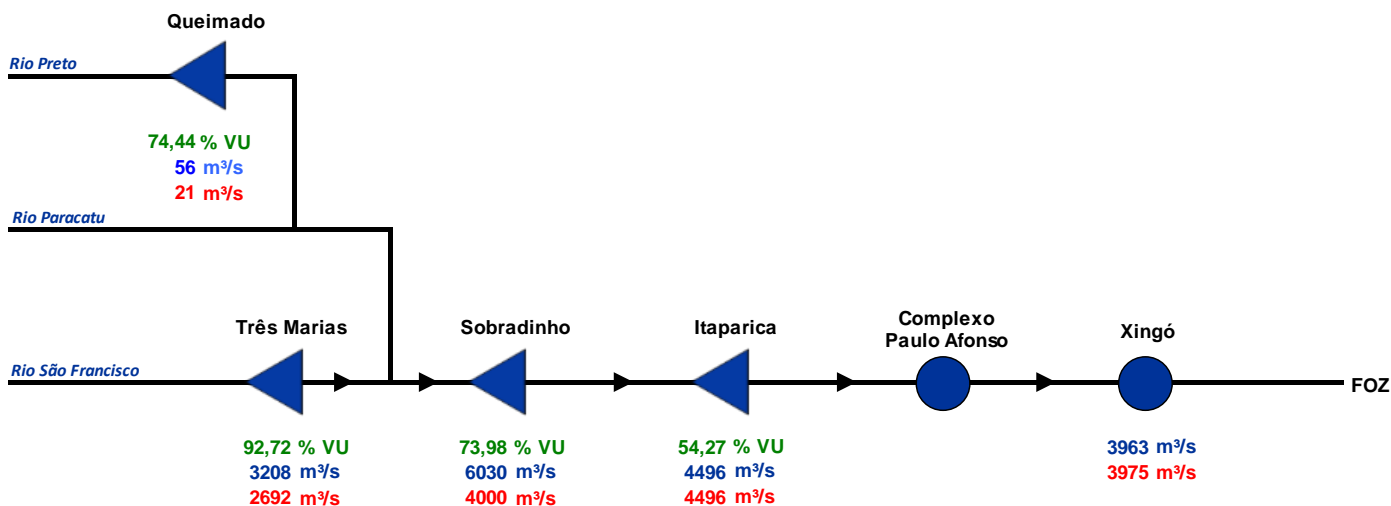 Queimado
Rio Preto
74,44 % VU
56 m³/s
21 m³/s
Rio Paracatu
Três Marias
Sobradinho
Itaparica
Complexo
Paulo Afonso
Xingó
Rio São Francisco
FOZ
92,72 % VU
3208 m³/s
2692 m³/s
73,98 % VU
6030 m³/s
4000 m³/s
54,27 % VU
4496 m³/s
4496 m³/s
3963 m³/s
3975 m³/s